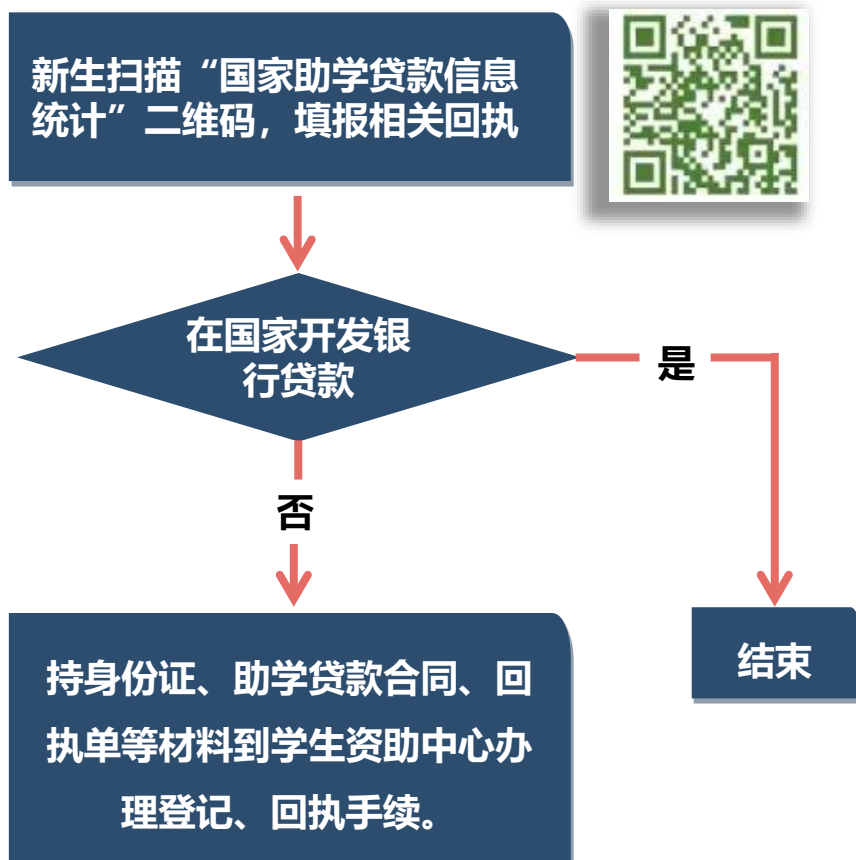 新生扫描“国家助学贷款信息
统计”二维码，填报相关回执
在国家开发银
行贷款
是
否
持身份证、助学贷款合同、回
执单等材料到学生资助中心办
理登记、回执手续。
结束